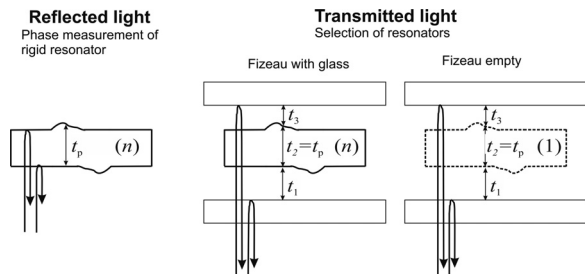 Reflected light
Phase measurement of
rigid resonator
tp
(n)
Transmitted light
Selection of resonators
Fizeau with glass
t3
t2=tp
(n)
t1
Fizeau empty
t3
t2=tp
(1)
t1